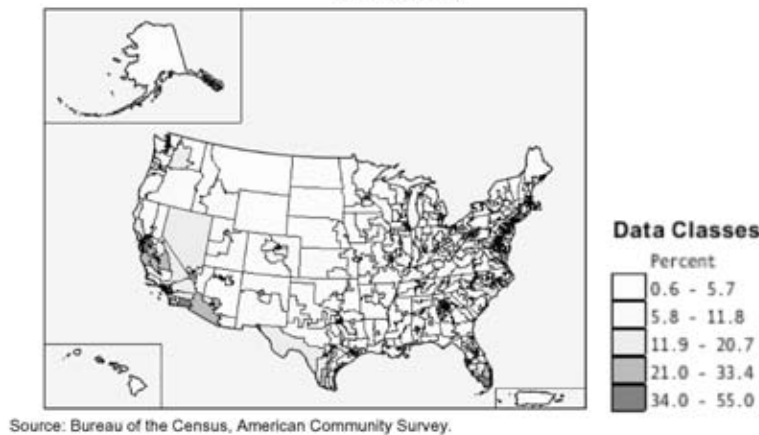 Data Classes
Percent
0.6 - 5.7
5.8 - 11.8
11.9 - 20.7
21.0 - 33.4
34.0 - 55.0
Source: Bureau of the Census, American Community Survey.